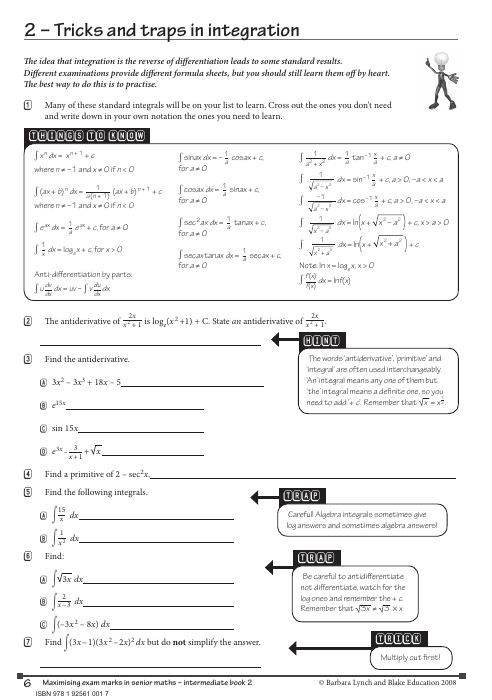 2 – Tricks and traps in integration
The idea that integration is the reverse of differentiation leads to some standard results.
Different examinations provide different formula sheets, but you should still learn them off by heart.
The best way to do this is to practise.
1 Many of these standard integrals will be on your list to learn. Cross out the ones you don't need
and write down in your own notation the ones you need to learn.
THINGS TO KNOW
∫ xⁿ dx = xⁿ⁺¹ + c
where n ≠ – 1 and x ≠ 0 if n < 0
∫ (ax + b)ⁿ dx = 1/a(n + 1) (ax + b)ⁿ⁺¹ + c
where n ≠ – 1 and x ≠ 0 if n < 0
∫ eᵃˣ dx = 1/a eᵃˣ + c, for a ≠ 0
∫ 1/x dx = logₑx + c, for x > 0
Anti-differentiation by parts:
∫ u dv/dx dx = uv – ∫ v du/dx dx
∫ sinax dx = – 1/a cosax + c,
for a ≠ 0
∫ cosax dx = 1/a sinax + c,
for a ≠ 0
∫ sec²ax dx = 1/a tanax + c,
for a ≠ 0
∫ secaxtanax dx = 1/a secax + c,
for a ≠ 0
∫ 1/(a² + x²) dx = 1/a tan⁻¹ x/a + c, a ≠ 0
∫ 1/√(a² – x²) dx = sin⁻¹ x/a + c, a > 0, –a < x < a
∫ –1/√(a² – x²) dx = cos⁻¹ x/a + c, a > 0, –a < x < a
∫ 1/√(x² – a²) dx = ln(x + √(x² – a²)) + c, x > a > 0
∫ 1/√(x² + a²) dx = ln(x + √(x² + a²)) + c
Note: ln x = logₑx, x > 0
∫ f'(x)/f(x) dx = lnf(x)
2 The antiderivative of 2x/(x² + 1) is logₑ(x² +1) + C. State an antiderivative of 2x/(x² + 1).
HINT
The words 'antiderivative', 'primitive' and
'integral' are often used interchangeably.
'An' integral means any one of them but
'the' integral means a definite one, so you
need to add '+ c'. Remember that √x = x^½.
3 Find the antiderivative.
A 3x² – 3x³ + 18x – 5
B e¹⁵ˣ
C sin 15x
D e³ˣ – 3/(x + 1) + √x
4 Find a primitive of 2 – sec²x.
5 Find the following integrals.
TRAP
Careful! Algebra integrals sometimes give
log answers and sometimes algebra answers!
A ∫ 15/x dx
B ∫ 1/x² dx
6 Find:
TRAP
Be careful to antidifferentiate
not differentiate, watch for the
log ones and remember the + c.
Remember that √5x ≠ √5 × x.
A ∫ √3x dx
B ∫ 2/(x – 3) dx
C ∫ (–3x² – 8x) dx
7 Find ∫ (3x – 1)(3x² – 2x)² dx but do not simplify the answer.
TRICK
Multiply out first!
6 Maximising exam marks in senior maths – intermediate book 2
© Barbara Lynch and Blake Education 2008
ISBN 978 1 92561 001 7